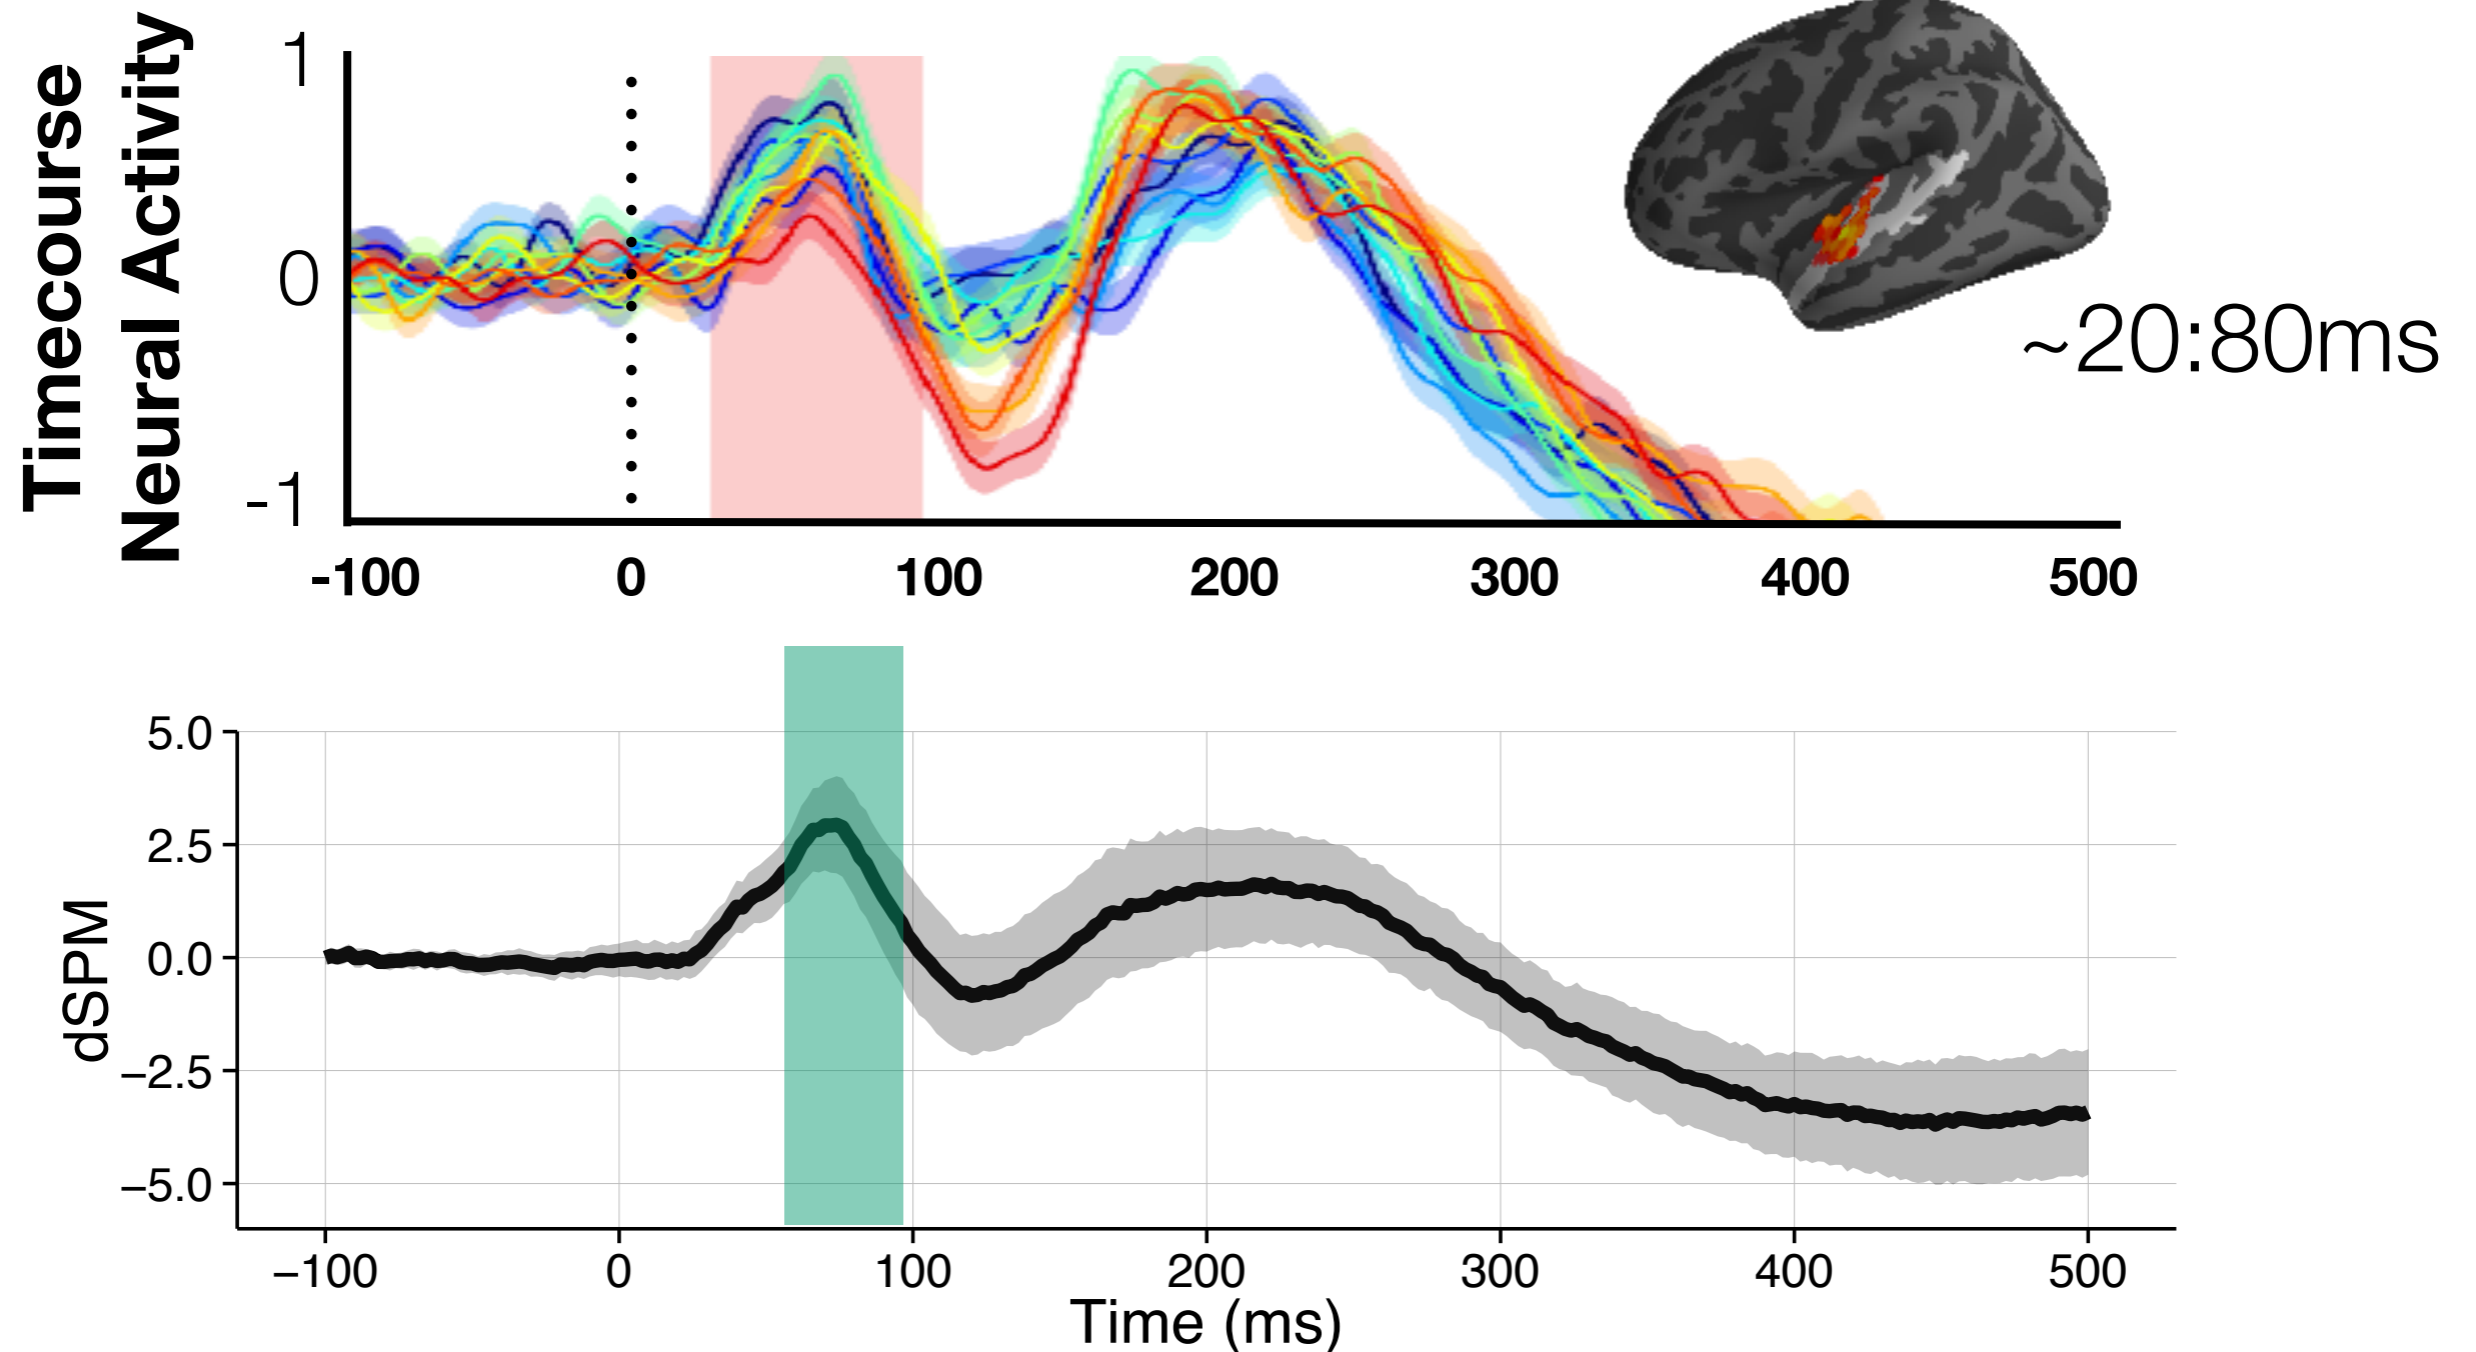 Timecourse
Neural Activity
1
0
-1
-100 0 100 200 300 400 500
~20:80ms
dSPM
5.0
2.5
0.0
−2.5
−5.0
−100 0 100 200 300 400 500
Time (ms)